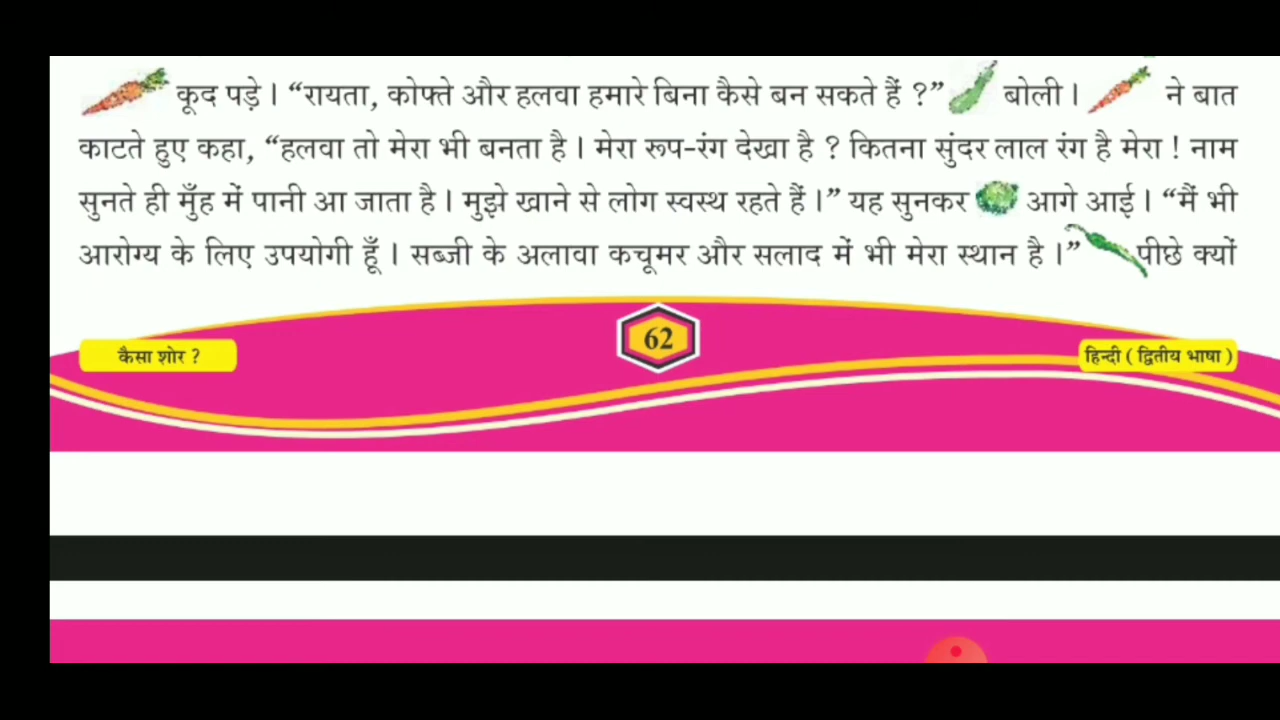 कूद पड़े । “रायता, कोफ्ते और हलवा हमारे बिना कैसे बन सकते हैं ?” बोली । ने बात
काटते हुए कहा, “हलवा तो मेरा भी बनता है । मेरा रूप-रंग देखा है ? कितना सुंदर लाल रंग है मेरा ! नाम
सुनते ही मुँह में पानी आ जाता है । मुझे खाने से लोग स्वस्थ रहते हैं ।” यह सुनकर आगे आई । “मैं भी
आरोग्य के लिए उपयोगी हूँ । सब्जी के अलावा कचूमर और सलाद में भी मेरा स्थान है ।” पीछे क्यों
62
कैसा शोर ?
हिन्दी ( द्वितीय भाषा )